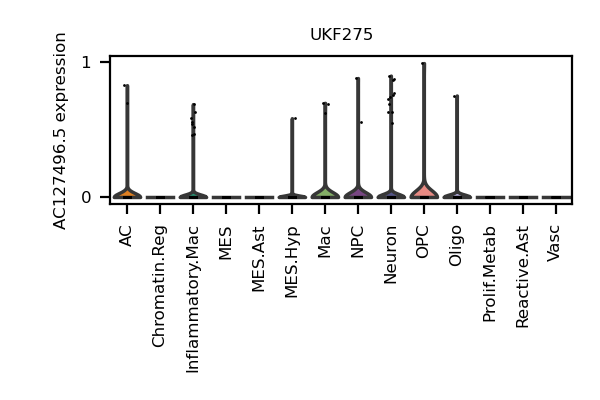 UKF275
AC127496.5 expression
1
0
AC
Chromatin.Reg
Inflammatory.Mac
MES
MES.Ast
MES.Hyp
Mac
NPC
Neuron
OPC
Oligo
Prolif.Metab
Reactive.Ast
Vasc